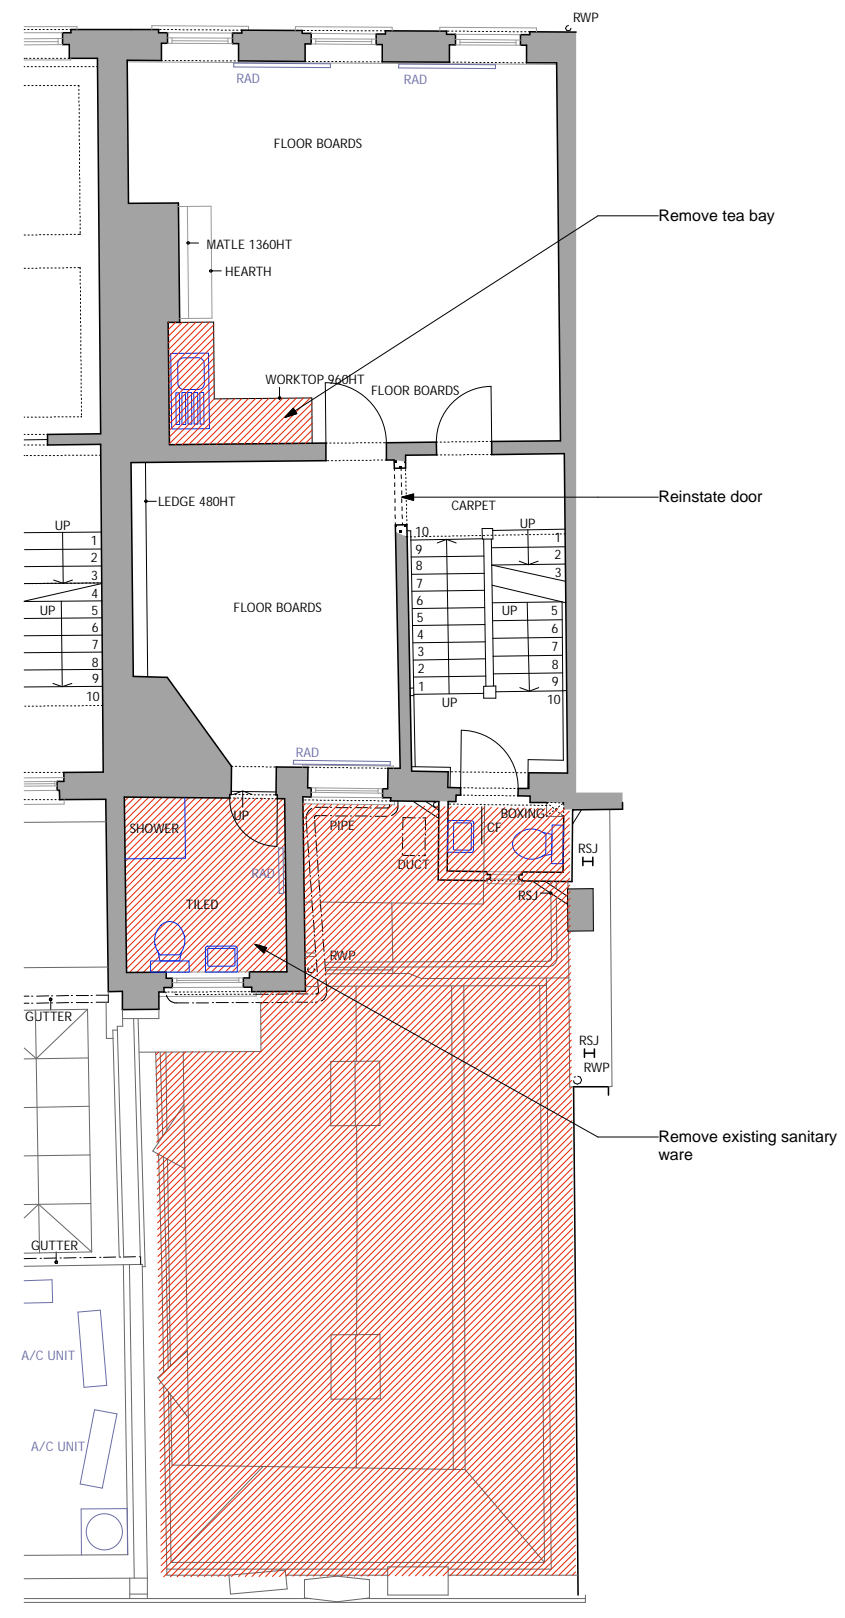 RWP
RAD
RAD
FLOOR BOARDS
Remove tea bay
MATLE 1360HT
HEARTH
WORKTOP 960HT
FLOOR BOARDS
LEDGE 480HT
CARPET
Reinstate door
UP
1
2
3
4
UP
5
6
7
8
9
10
FLOOR BOARDS
10
9
8
7
6
5
4
3
2
1
UP
UP
1
2
3
UP
5
6
7
8
9
10
RAD
SHOWER
UP
PIPE
DUCT
CF
BOXING
RSJ
RAD
RSJ
TILED
RWP
GUTTER
RSJ
RWP
Remove existing sanitary
ware
GUTTER
A/C UNIT
A/C UNIT